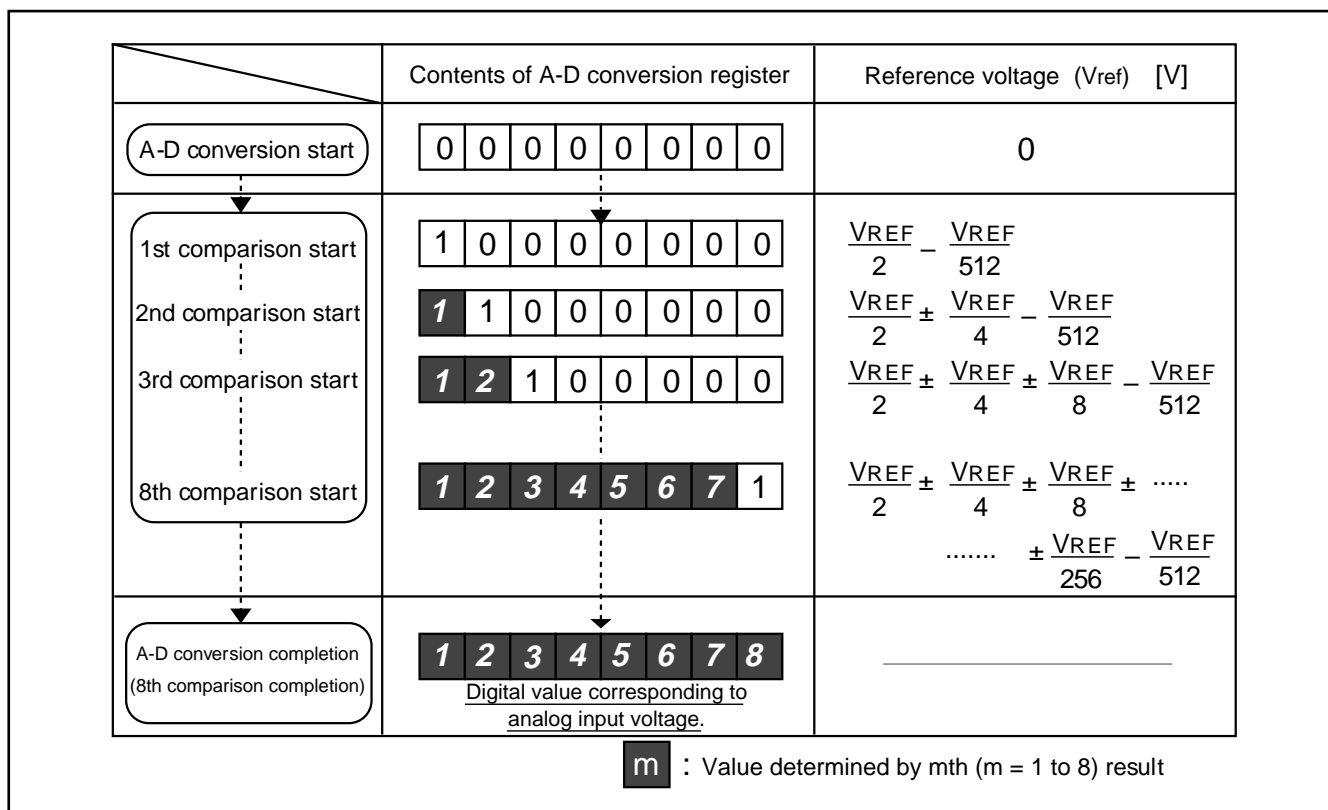 Contents of A-D conversion register
Reference voltage (Vref) [V]
A-D conversion start
0 0 0 0 0 0 0 0
0
1st comparison start
1 0 0 0 0 0 0 0
VREF/2 – VREF/512
2nd comparison start
1 1 0 0 0 0 0 0
VREF/2 ± VREF/4 – VREF/512
3rd comparison start
1 2 1 0 0 0 0 0
VREF/2 ± VREF/4 ± VREF/8 – VREF/512
8th comparison start
1 2 3 4 5 6 7 1
VREF/2 ± VREF/4 ± VREF/8 ± .....
....... ± VREF/256 – VREF/512
A-D conversion completion
(8th comparison completion)
1 2 3 4 5 6 7 8
Digital value corresponding to
analog input voltage.
m : Value determined by mth (m = 1 to 8) result